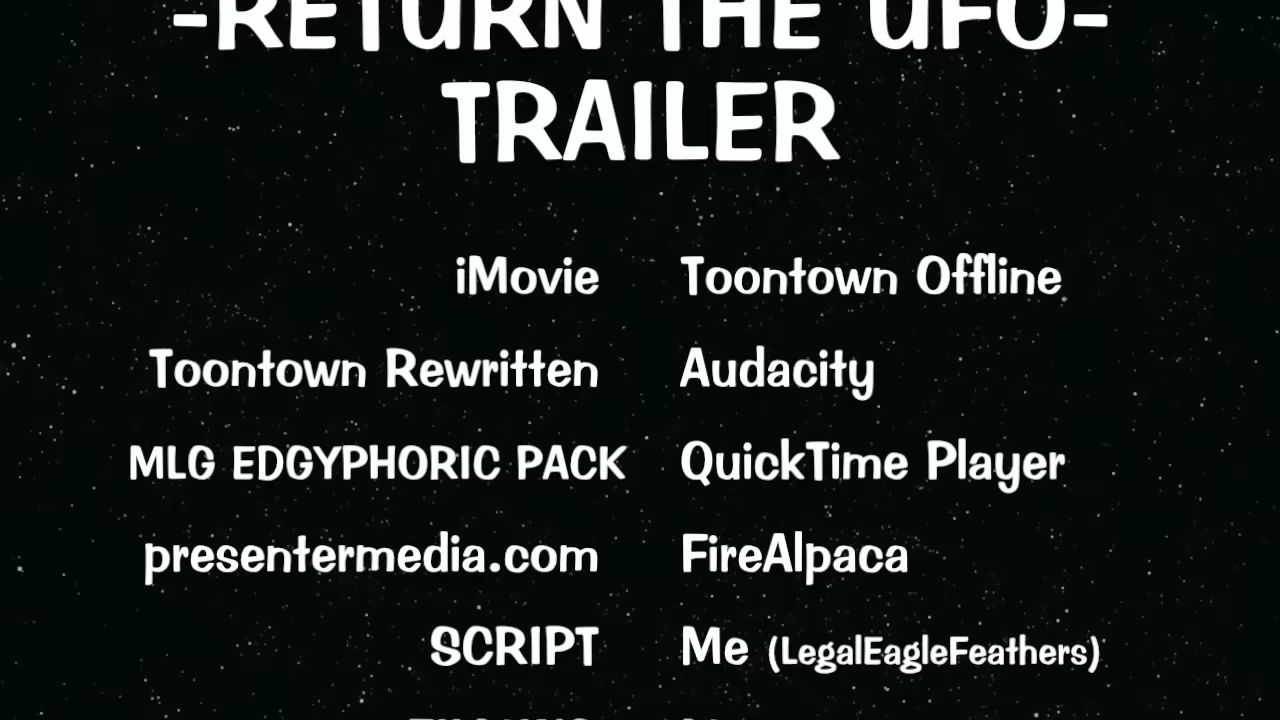 -RETURN THE UFO-
TRAILER
iMovie Toontown Offline
Toontown Rewritten Audacity
MLG EDGYPHORIC PACK QuickTime Player
presentermedia.com FireAlpaca
SCRIPT Me (LegalEagleFeathers)